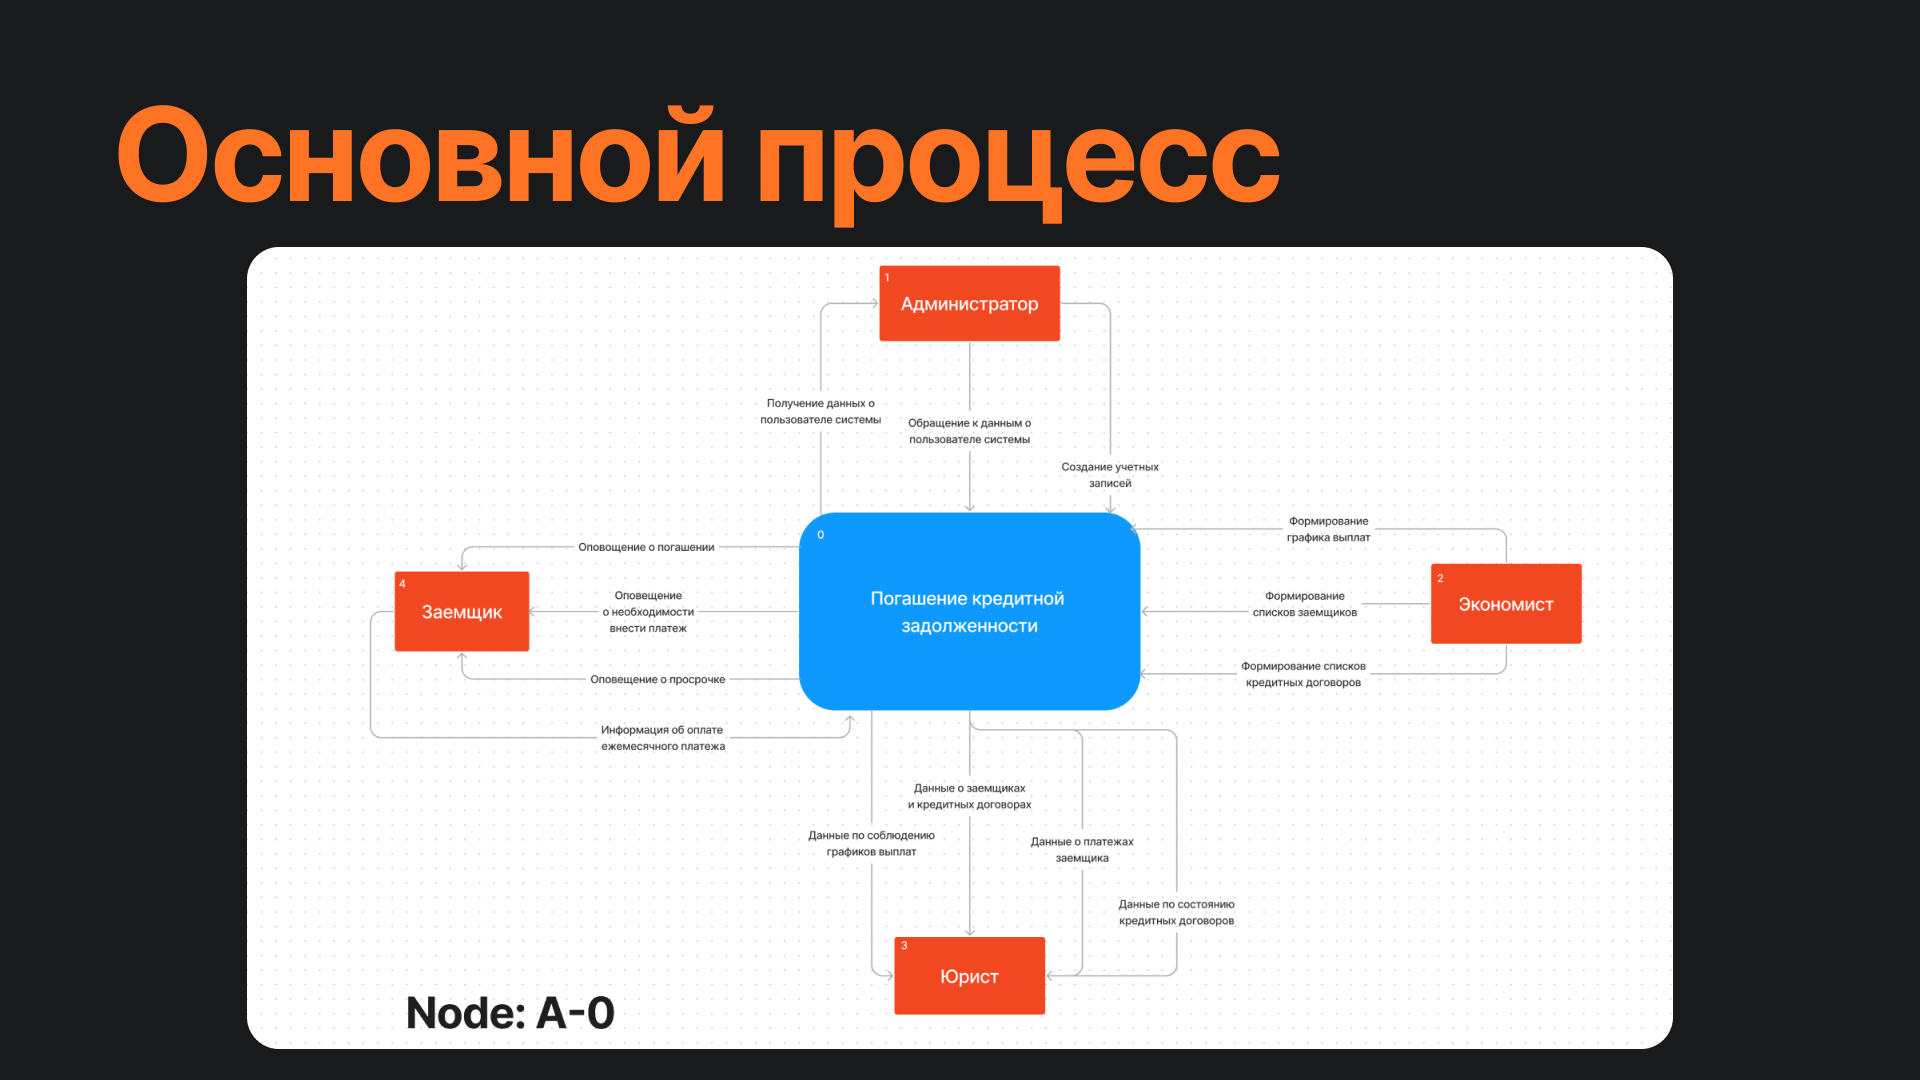 Основной процесс
1
Администратор
Получение данных о
пользователе системы
Обращение к данным о
пользователе системы
Создание учетных
записей
0
Погашение кредитной
задолженности
Формирование
графика выплат
Формирование
списков заемщиков
Формирование списков
кредитных договоров
2
Экономист
Оповощение о погашении
Оповещение
о необходимости
внести платеж
Оповещение о просрочке
4
Заемщик
Информация об оплате
ежемесячного платежа
Данные о заемщиках
и кредитных договорах
Данные по соблюдению
графиков выплат
Данные о платежах
заемщика
Данные по состоянию
кредитных договоров
3
Юрист
Node: A-0